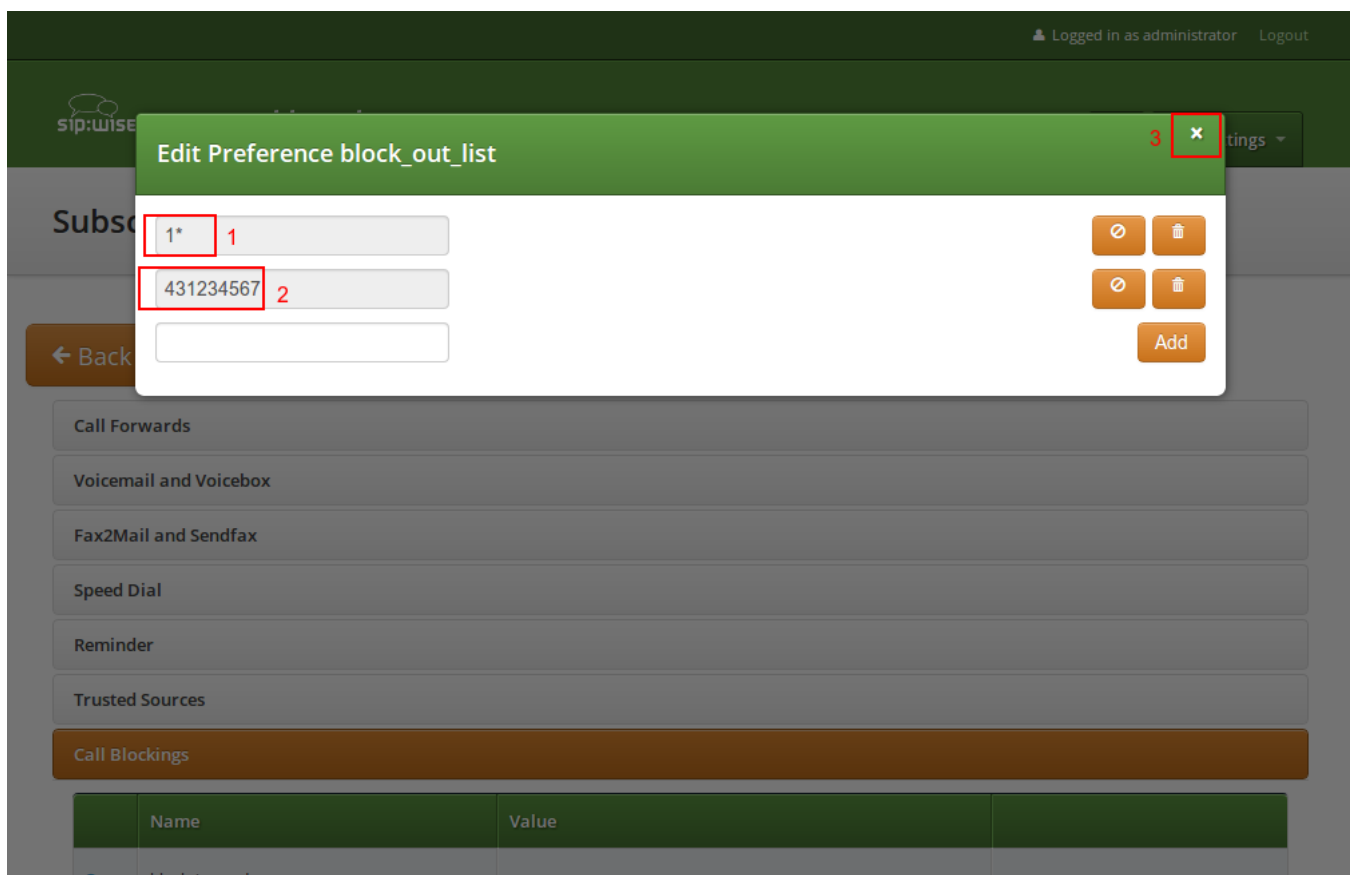 Logged in as administrator Logout
sip:wise
Edit Preference block_out_list
3
×
tings
Subsc
1*
1
431234567
2
Back
Add
Call Forwards
Voicemail and Voicebox
Fax2Mail and Sendfax
Speed Dial
Reminder
Trusted Sources
Call Blockings
Name Value